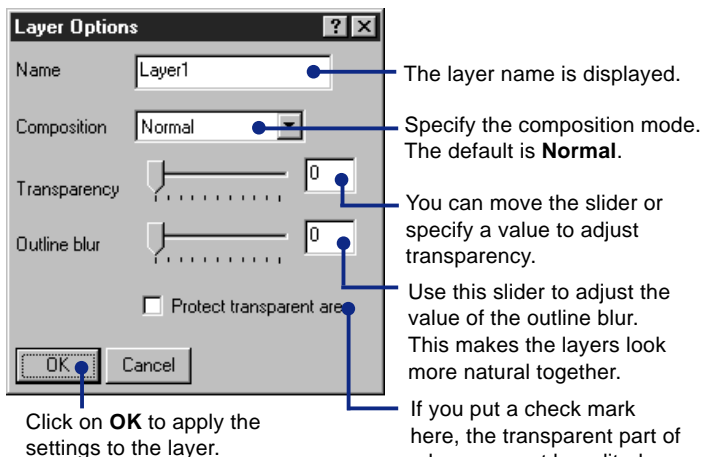 Layer Options
Name
Layer1
The layer name is displayed.
Composition
Normal
Specify the composition mode.
The default is Normal.
Transparency
0
You can move the slider or
specify a value to adjust
transparency.
Outline blur
0
Use this slider to adjust the
value of the outline blur.
This makes the layers look
more natural together.
Protect transparent are
OK
Cancel
Click on OK to apply the
settings to the layer.
If you put a check mark
here, the transparent part of